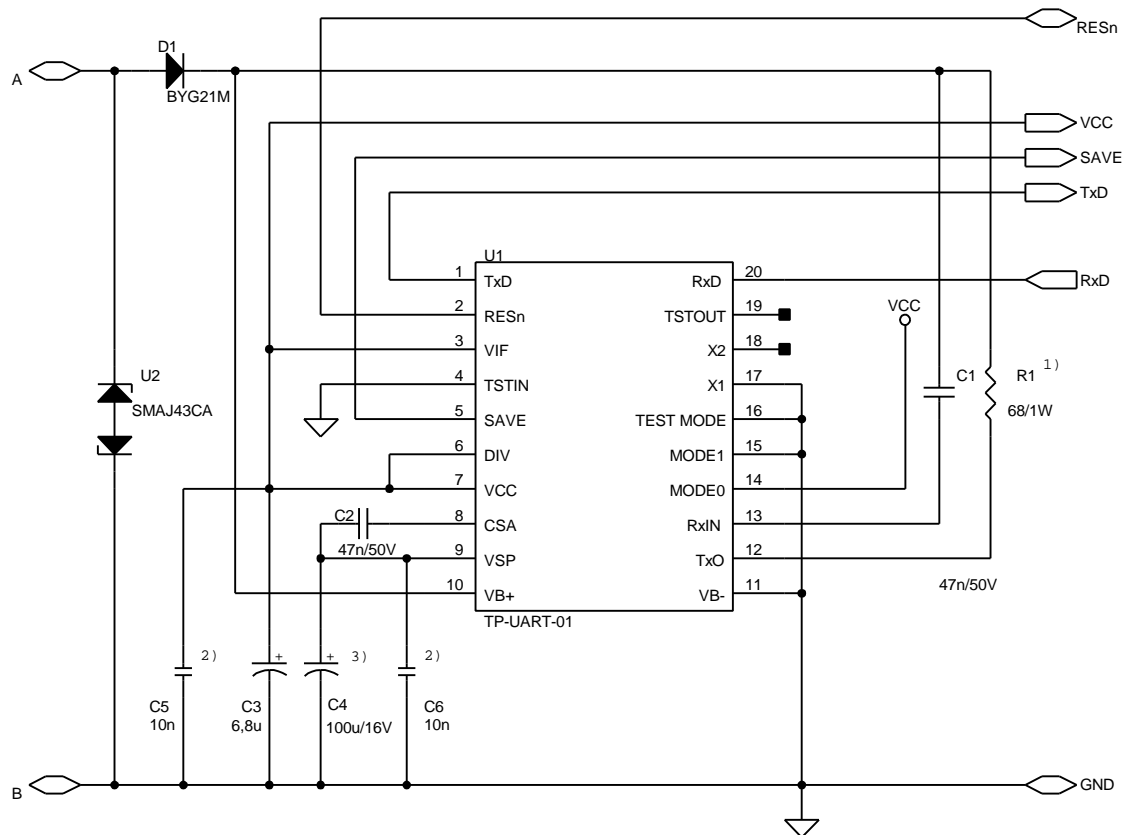 RESn
D1
A
BYG21M
VCC
SAVE
TxD
U1
1 TxD RxD 20 RxD
2 RESn TSTOUT 19 VCC
3 VIF X2 18
4 TSTIN X1 17
U2
C1 R1 1)
SMAJ43CA
68/1W
5 SAVE TEST MODE 16
6 DIV MODE1 15
7 VCC MODE0 14
C2 8 CSA RxIN 13
47n/50V 9 VSP TxO 12
47n/50V
10 VB+ VB- 11
TP-UART-01
2) + + 3) 2)
C5 C3 C4 C6
10n 6,8u 100u/16V 10n
B
GND